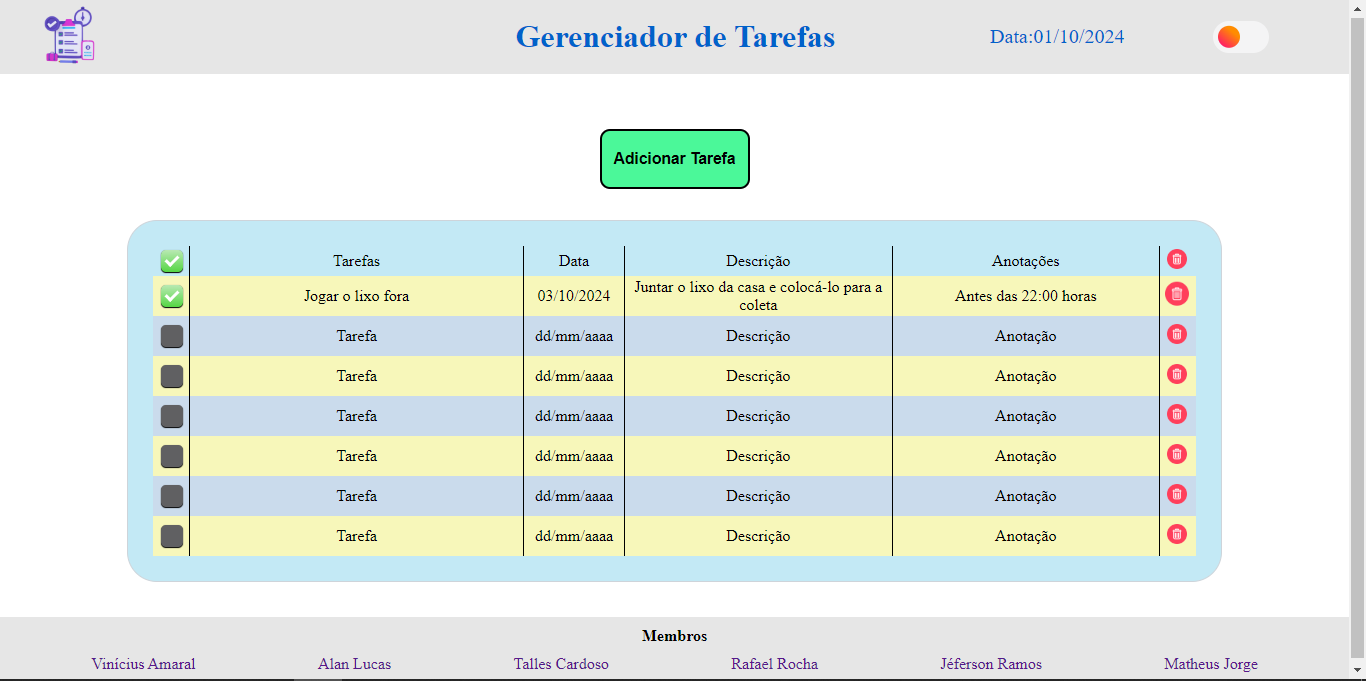 Gerenciador de Tarefas Data:01/10/2024
Adicionar Tarefa
Tarefas Data Descrição Anotações
Jogar o lixo fora 03/10/2024 Juntar o lixo da casa e colocá-lo para a Antes das 22:00 horas
coleta
Tarefa dd/mm/aaaa Descrição Anotação
Tarefa dd/mm/aaaa Descrição Anotação
Tarefa dd/mm/aaaa Descrição Anotação
Tarefa dd/mm/aaaa Descrição Anotação
Tarefa dd/mm/aaaa Descrição Anotação
Tarefa dd/mm/aaaa Descrição Anotação
Membros
Vinícius Amaral Alan Lucas Talles Cardoso Rafael Rocha Jéferson Ramos Matheus Jorge